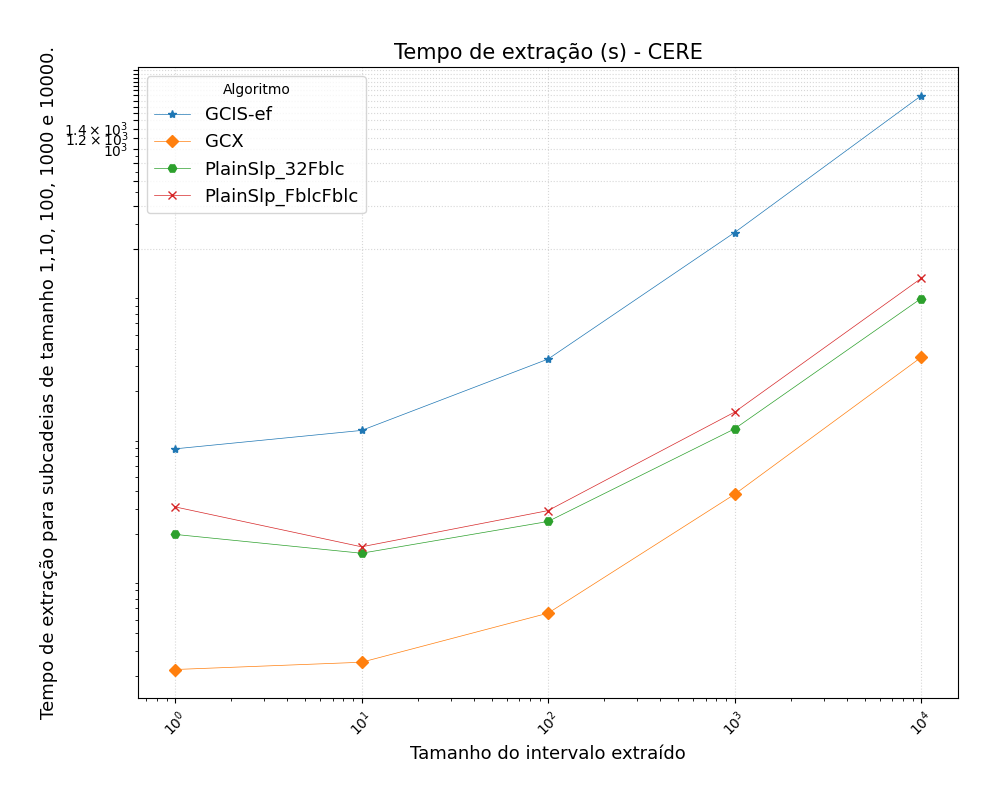 Tempo de extração (s) - CERE
Tempo de extração para subcadeias de tamanho 1,10, 100, 1000 e 10000.
1.4 × 10³
1.2 × 10³
10³
Algoritmo
GCIS-ef
GCX
PlainSlp_32Fblc
PlainSlp_FblcFblc
10⁰
10¹
10²
10³
10⁴
Tamanho do intervalo extraído